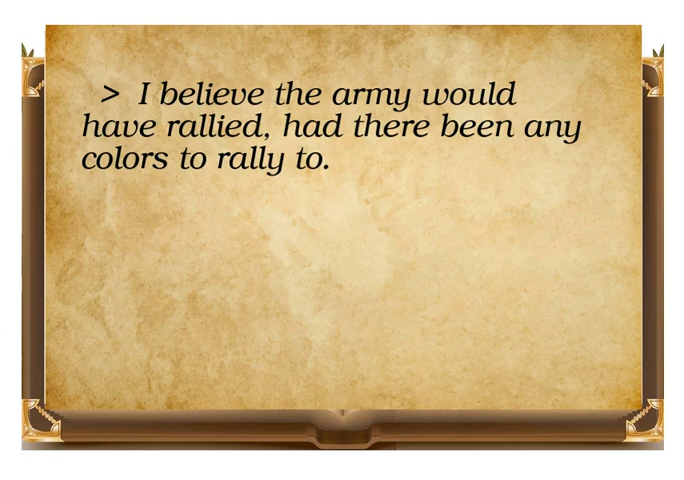 > I believe the army would
have rallied, had there been any
colors to rally to.